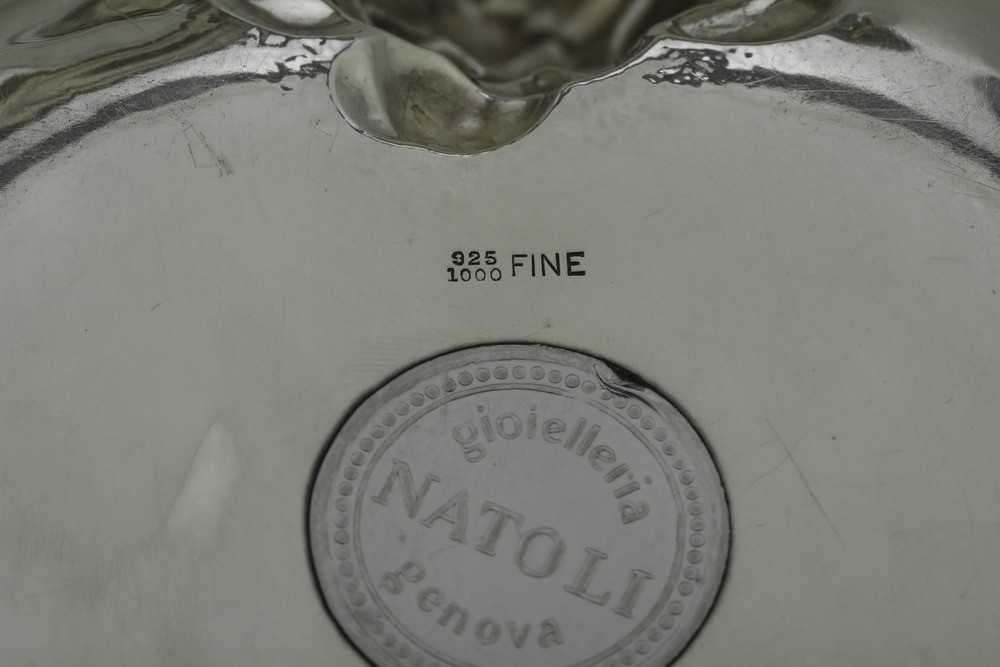 925
1000 FINE
gioielleria
NATOLI
genova